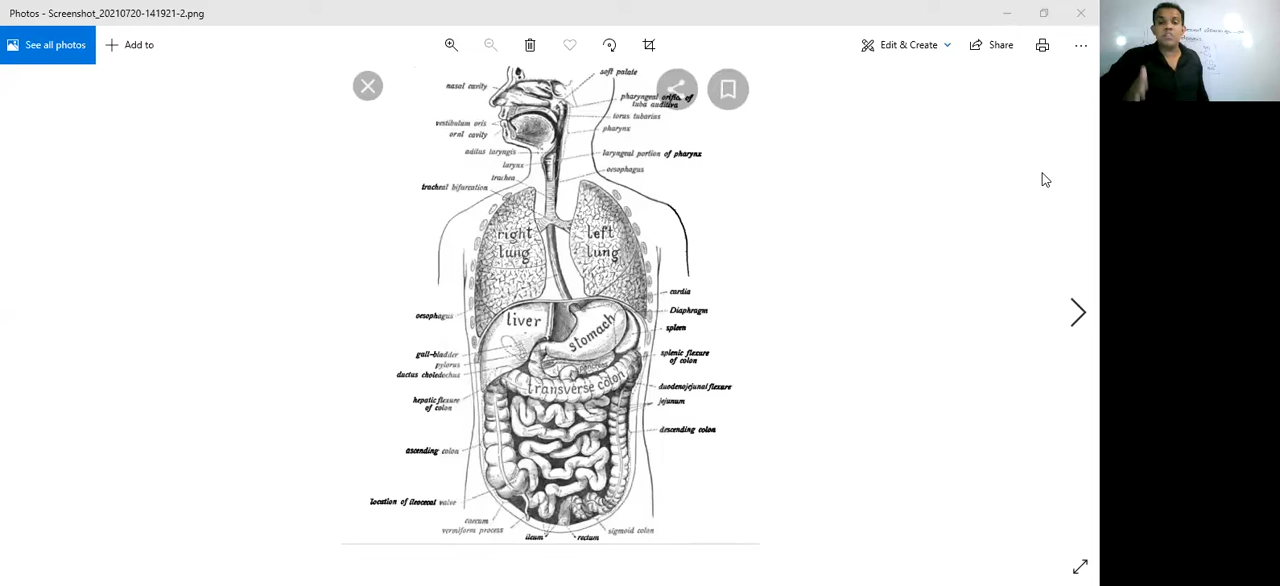 Photos - Screenshot_20210720-141921-2.png
See all photos
Add to
Edit & Create
Share
soft palate
nasal cavity
pharyngeal orific of
tuba auditiva
torus tubarius
vestibulum oris
oral cavity
pharynx
aditus laryngis
laryngeal portion of pharynx
larynx
oesophagus
trachea
tracheal bifurcation
right
lung
left
lung
cardia
Diaphragm
oesophagus
liver
stomach
spleen
gall-bladder
pylorus
splenic flexure
of colon
pancreas
ductus choledochus
transverse colon
duodenojejunal flexure
hepatic flexure
of colon
jejunum
descending colon
ascending colon
location of ileocecal valve
caecum
vermiform process
sigmoid colon
ileum
rectum